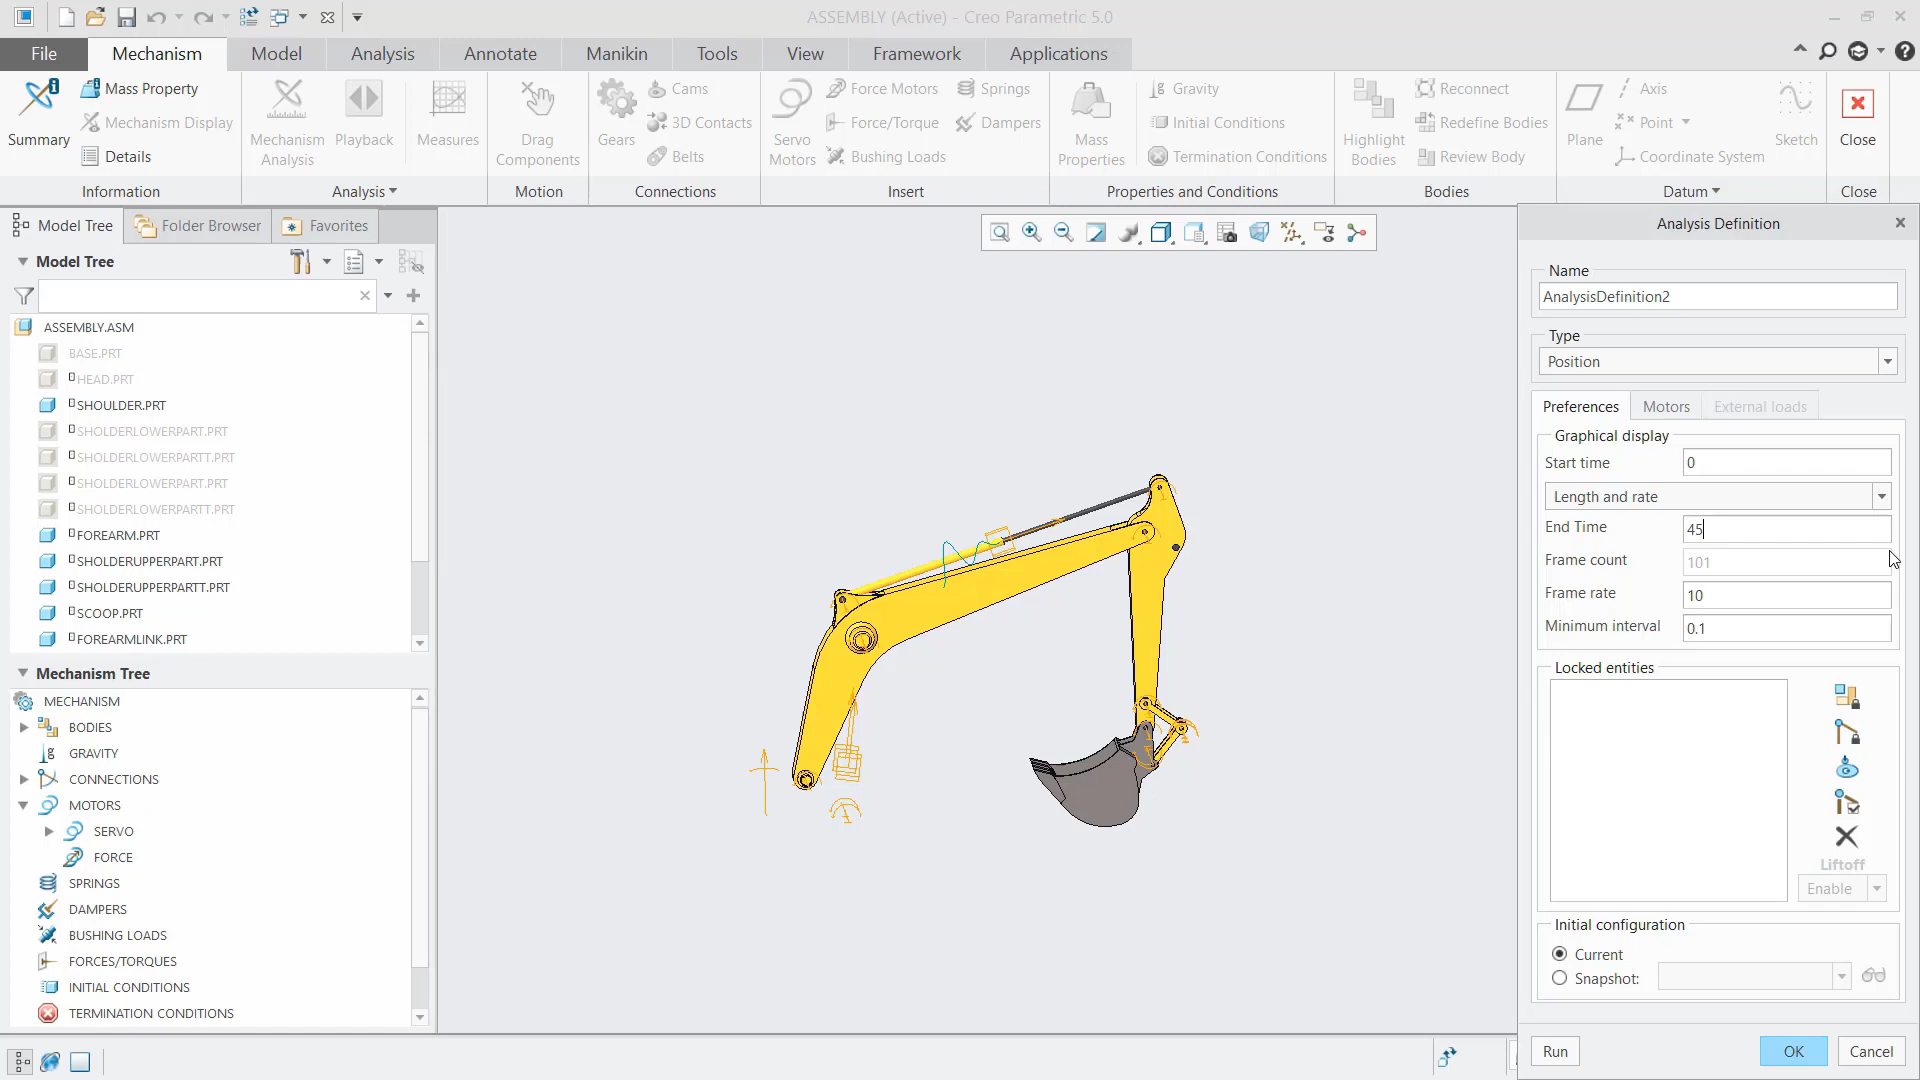 ASSEMBLY (Active) - Creo Parametric 5.0
File
Mechanism
Model
Analysis
Annotate
Manikin
Tools
View
Framework
Applications
Summary
Mass Property
Mechanism Display
Details
Information
Mechanism
Analysis
Playback
Measures
Analysis
Drag
Components
Motion
Gears
Cams
3D Contacts
Belts
Connections
Servo
Motors
Force Motors
Force/Torque
Bushing Loads
Springs
Dampers
Insert
Mass
Properties
Gravity
Initial Conditions
Termination Conditions
Properties and Conditions
Highlight
Bodies
Reconnect
Redefine Bodies
Review Body
Bodies
Plane
Axis
Point
Coordinate System
Sketch
Datum
Close
Close
Model Tree
Folder Browser
Favorites
Model Tree
ASSEMBLY.ASM
BASE.PRT
HEAD.PRT
SHOULDER.PRT
SHOLDERLOWERPART.PRT
SHOLDERLOWERPARTT.PRT
SHOLDERLOWERPART.PRT
SHOLDERLOWERPARTT.PRT
FOREARM.PRT
SHOLDERUPPERPART.PRT
SHOLDERUPPERPARTT.PRT
SCOOP.PRT
FOREARMLINK.PRT
Mechanism Tree
MECHANISM
BODIES
GRAVITY
CONNECTIONS
MOTORS
SERVO
FORCE
SPRINGS
DAMPERS
BUSHING LOADS
FORCES/TORQUES
INITIAL CONDITIONS
TERMINATION CONDITIONS
Analysis Definition
Name
AnalysisDefinition2
Type
Position
Preferences
Motors
External loads
Graphical display
Start time
0
Length and rate
End Time
45
Frame count
101
Frame rate
10
Minimum interval
0.1
Locked entities
Liftoff
Enable
Initial configuration
Current
Snapshot:
Run
OK
Cancel